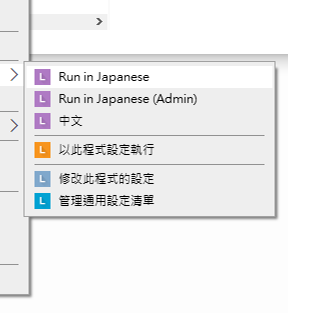 L Run in Japanese
L Run in Japanese (Admin)
L 中文
L 以此程式設定執行
L 修改此程式的設定
L 管理通用設定清單